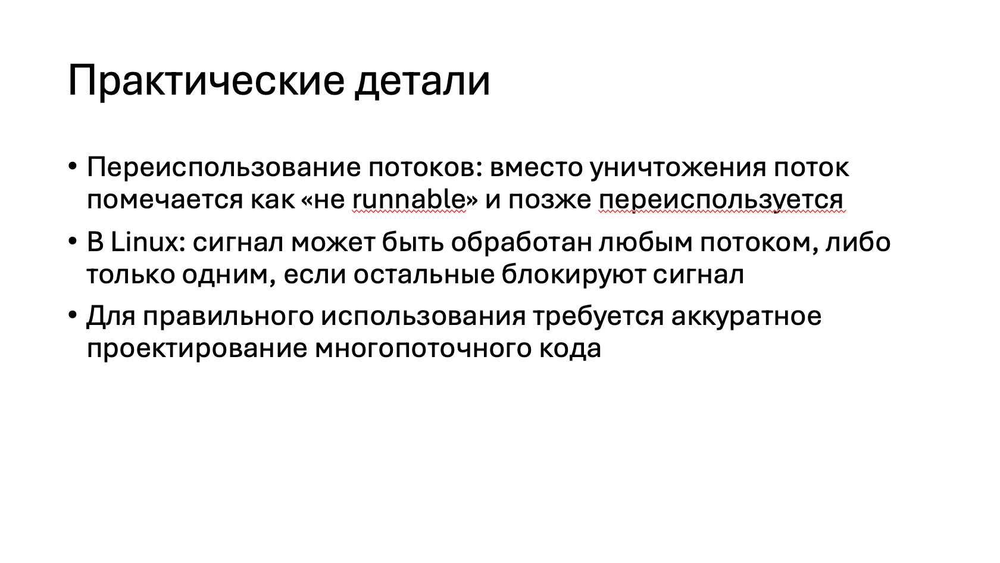 Практические детали
• Переиспользование потоков: вместо уничтожения поток
помечается как «не runnable» и позже переиспользуется
• В Linux: сигнал может быть обработан любым потоком, либо
только одним, если остальные блокируют сигнал
• Для правильного использования требуется аккуратное
проектирование многопоточного кода